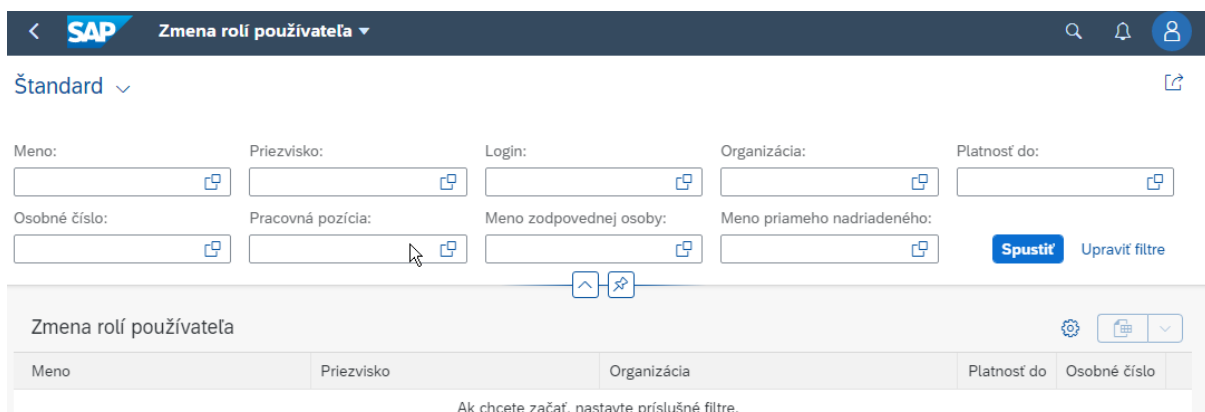 SAP Zmena rolí používateľa
Štandard
Meno: Priezvisko: Login: Organizácia: Platnosť do:
Osobné číslo: Pracovná pozícia: Meno zodpovednej osoby: Meno priameho nadriadeného:
Spustiť Upraviť filtre
Zmena rolí používateľa
Meno Priezvisko Organizácia Platnosť do Osobné číslo
Ak chcete začať, nastavte príslušné filtre.